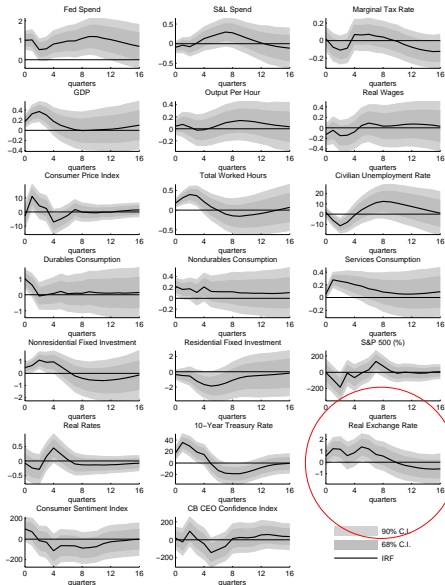 Fed Spend
2
1
0
0 4 8 12 16
quarters
S&L Spend
0.5
0
−0.5
0 4 8 12 16
quarters
Marginal Tax Rate
0.2
0
−0.2
0 4 8 12 16
quarters
GDP
0.4
0.2
0
−0.2
−0.4
0 4 8 12 16
quarters
Output Per Hour
0.4
0.2
0
−0.2
0 4 8 12 16
quarters
Real Wages
0.4
0.2
0
−0.2
−0.4
0 4 8 12 16
quarters
Consumer Price Index
10
0
−10
0 4 8 12 16
quarters
Total Worked Hours
0.5
0
−0.5
0 4 8 12 16
quarters
Civilian Unemployment Rate
20
10
0
−10
0 4 8 12 16
quarters
Durables Consumption
1
0
−1
0 4 8 12 16
quarters
Nondurables Consumption
0.4
0.2
0
−0.2
0 4 8 12 16
quarters
Services Consumption
0.4
0.2
0
−0.2
0 4 8 12 16
quarters
Nonresidential Fixed Investment
1
0
−1
−2
0 4 8 12 16
quarters
Residential Fixed Investment
2
0
−2
−4
0 4 8 12 16
quarters
S&P 500 (%)
200
0
−200
0 4 8 12 16
quarters
Real Rates
0.5
0
−0.5
0 4 8 12 16
quarters
10−Year Treasury Rate
40
20
0
−20
0 4 8 12 16
quarters
Real Exchange Rate
2
1
0
−1
0 4 8 12 16
quarters
Consumer Sentiment Index
200
0
−200
0 4 8 12 16
quarters
CB CEO Confidence Index
200
0
−200
0 4 8 12 16
quarters
90% C.I.
68% C.I.
IRF